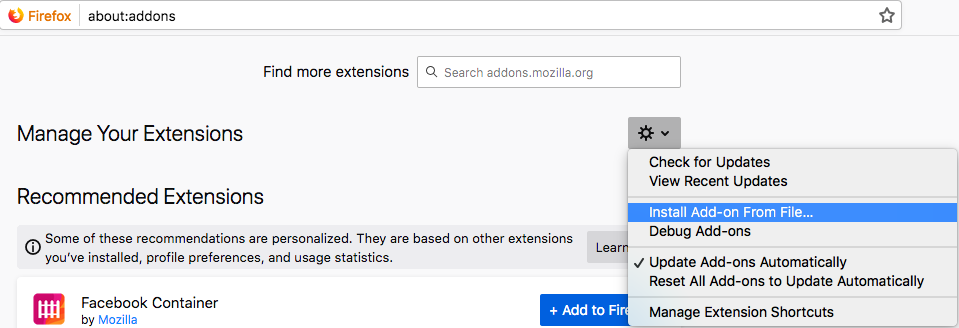 Firefox about:addons
Find more extensions Search addons.mozilla.org
Manage Your Extensions
Check for Updates
View Recent Updates
Recommended Extensions
Install Add-on From File...
Debug Add-ons
Some of these recommendations are personalized. They are based on other extensions
you've installed, profile preferences, and usage statistics.
Learn
✓ Update Add-ons Automatically
Reset All Add-ons to Update Automatically
Facebook Container
by Mozilla
+ Add to Fire
Manage Extension Shortcuts